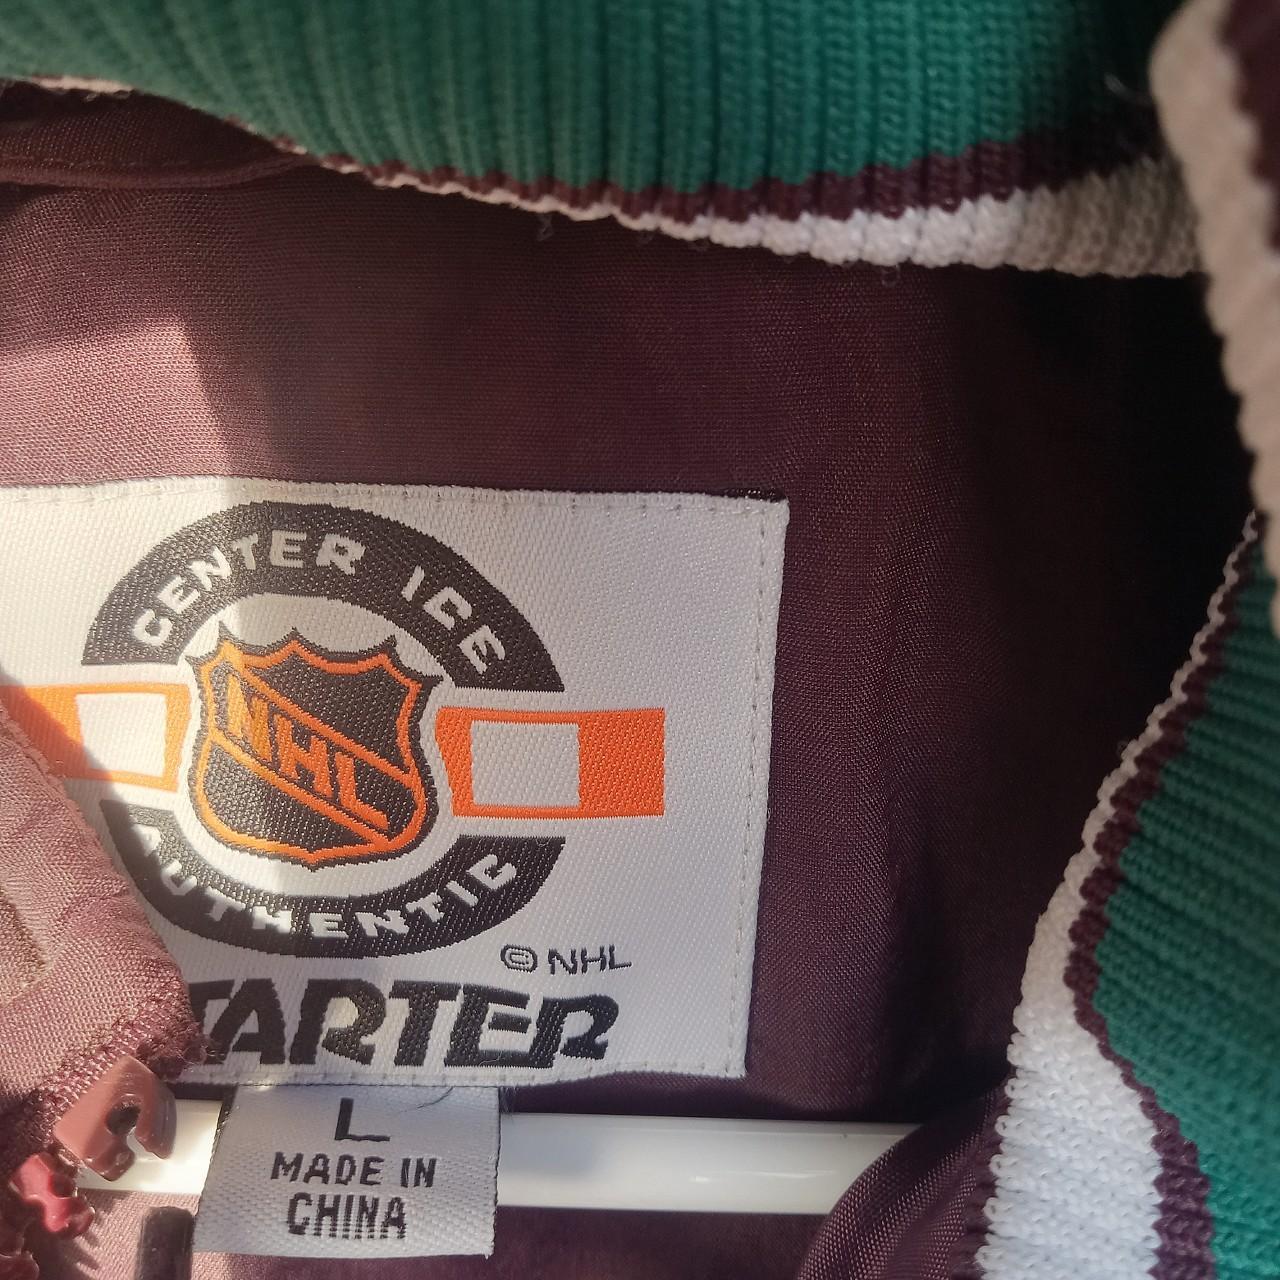 CENTER ICE
NHL
AUTHENTIC
© NHL
TARTER
L
MADE IN
CHINA